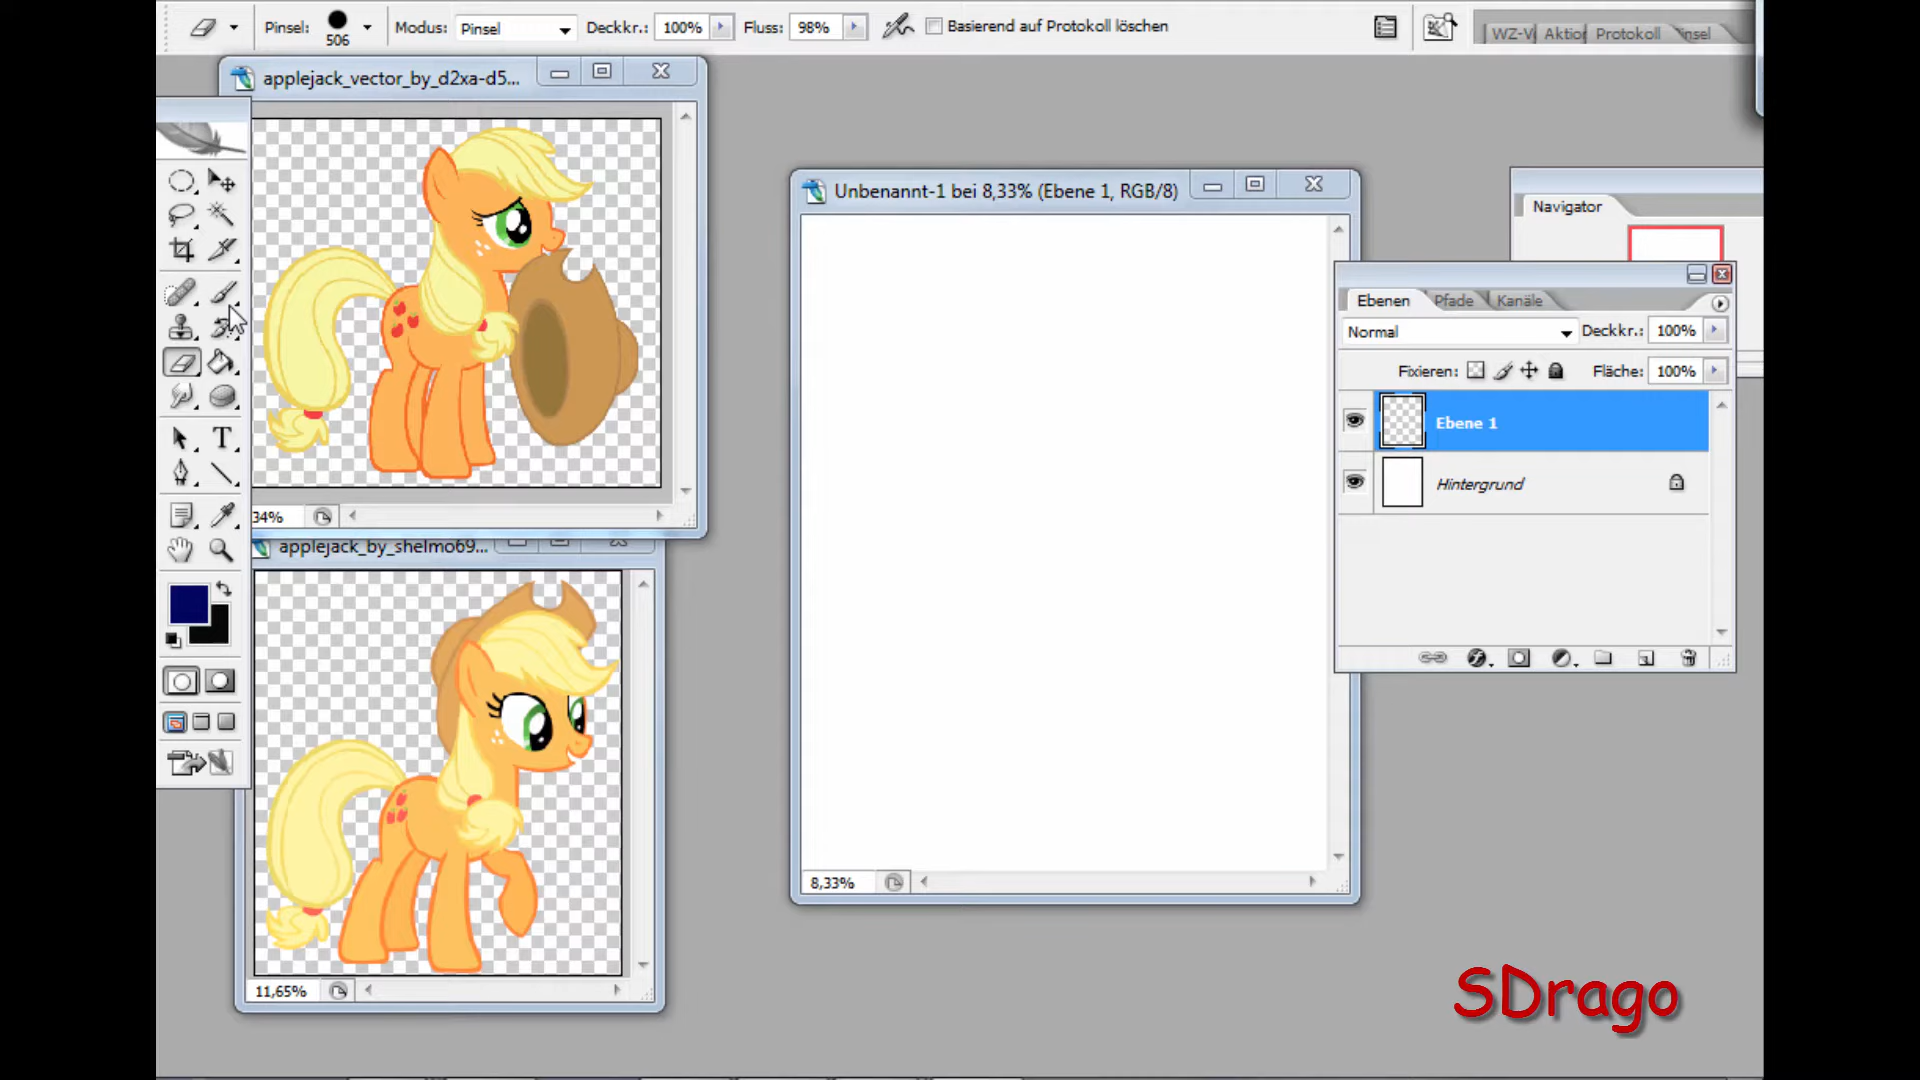 Pinsel: 506 Modus: Pinsel Deckkr.: 100% Fluss: 98% Basierend auf Protokoll löschen
Aktion Protokoll
applejack_vector_by_d2xa-d5...
Unbenannt-1 bei 8,33% (Ebene 1, RGB/8)
Navigator
Ebenen Pfade Kanäle
Normal Deckkr.: 100%
Fixieren: Fläche: 100%
Ebene 1
Hintergrund
34%
applejack_by_shelmo69...
T
8,33%
11,65%
SDrago